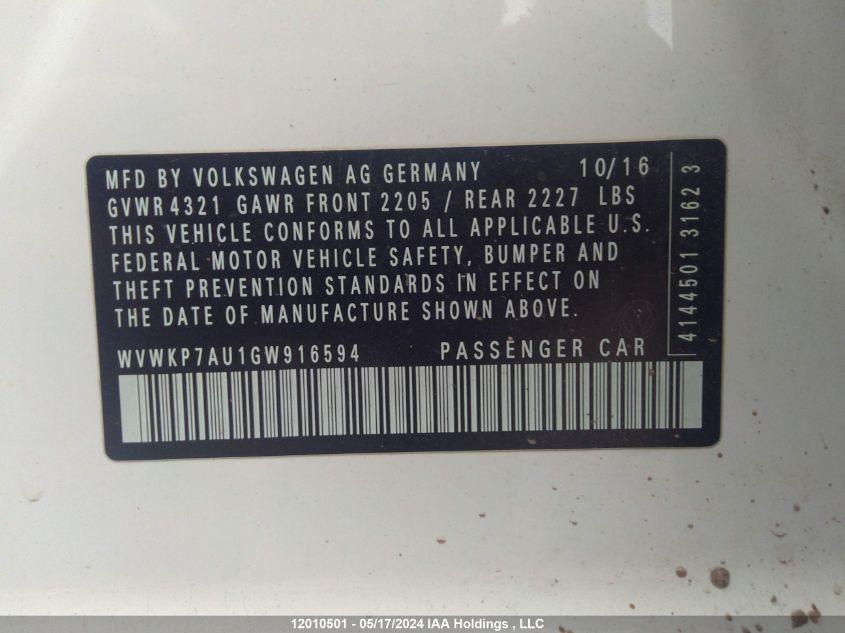 MFD BY VOLKSWAGEN AG GERMANY 10/16
GVWR 4321 GAWR FRONT 2205 / REAR 2227 LBS
THIS VEHICLE CONFORMS TO ALL APPLICABLE U.S.
FEDERAL MOTOR VEHICLE SAFETY, BUMPER AND
THEFT PREVENTION STANDARDS IN EFFECT ON
THE DATE OF MANUFACTURE SHOWN ABOVE.
WVWKP7AU1GW916594 PASSENGER CAR
4144501 3162 3
12010501 - 05/17/2024 IAA Holdings , LLC